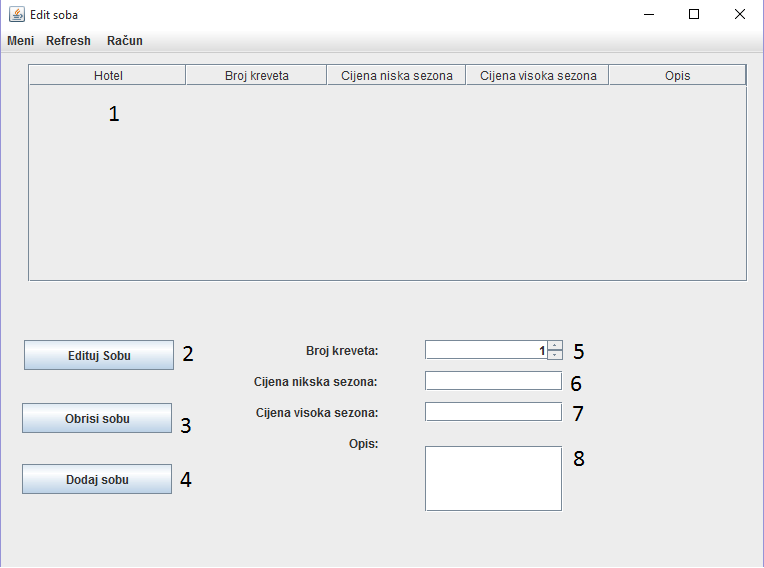 Edit soba
Meni Refresh Račun
Hotel Broj kreveta Cijena niska sezona Cijena visoka sezona Opis
1
Edituj Sobu 2 Broj kreveta: 1 5
Cijena nikska sezona: 6
Obrisi sobu 3 Cijena visoka sezona: 7
Opis: 8
Dodaj sobu 4